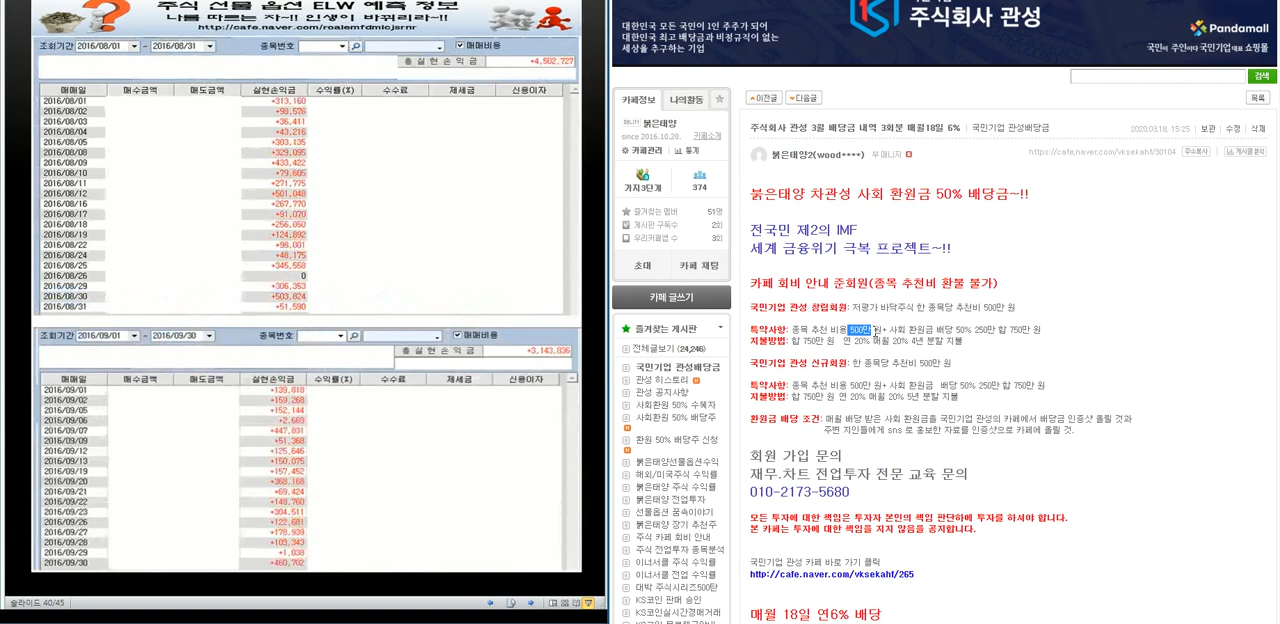 주식 선물 옵션 ELW 예측 정보
나를 따르는 자~!! 인생이 바뀌리라~!!
http://cafe.naver.com/roalemfdmicjsrnr
조회기간 2016/08/01 ~ 2016/08/31 종목번호 매매비용
총 실 현 손 익 금 +4,502,727
매매일 매수금액 매도금액 실현손익금 수익률(%) 수수료 제세금 신용이자
2016/08/01 +313,160
2016/08/02 +98,576
2016/08/03 +36,411
2016/08/04 +43,216
2016/08/05 +303,135
2016/08/08 +329,095
2016/08/09 +433,422
2016/08/10 +79,605
2016/08/11 +271,775
2016/08/12 +501,048
2016/08/16 +267,770
2016/08/17 +91,070
2016/08/18 +256,050
2016/08/19 +124,892
2016/08/22 +98,001
2016/08/24 +48,175
2016/08/25 +345,558
2016/08/26 0
2016/08/29 +306,353
2016/08/30 +503,824
2016/08/31 +51,590
조회기간 2016/09/01 ~ 2016/09/30 종목번호 매매비용
총 실 현 손 익 금 +3,143,836
매매일 매수금액 매도금액 실현손익금 수익률(%) 수수료 제세금 신용이자
2016/09/01 +139,818
2016/09/02 +159,268
2016/09/05 +152,144
2016/09/06 +2,669
2016/09/07 +447,831
2016/09/09 +51,368
2016/09/12 +125,646
2016/09/13 +150,075
2016/09/19 +157,452
2016/09/20 +368,168
2016/09/21 +69,424
2016/09/22 +148,760
2016/09/23 +304,511
2016/09/26 +122,681
2016/09/27 +178,939
2016/09/28 +103,343
2016/09/29 +1,038
2016/09/30 +460,702
슬라이드 40/45
대한민국 모든 국민이 1인 주주가 되어
대한민국 최고 배당금과 비정규직이 없는
세상을 추구하는 기업
주식회사 관성
Pandamall
국민이 주인이다 국민기업 대표 쇼핑몰
검색
카페정보 나의활동
매니저 붉은태양
since 2016.10.20. 카페소개
카페관리 통계
가지3단계 374
즐겨찾는 멤버 51명
게시판 구독수 2회
우리카페앱 수 3회
초대 카페 채팅
카페 글쓰기
즐겨찾는 게시판
전체글보기 (24,246)
국민기업 관성배당금
관성 히스토리
관성 공지사항
사회환원 50% 수혜자
사회환원 50% 배당주
환원 50% 배당주 신청
붉은태양선물옵션수익
해외/미국주식 수익률
붉은태양 주식 수익률
붉은태양 전업투자
선물옵션 꿈속이야기
붉은태양 장기 추천주
주식 카페 회비 안내
주식 전업투자 종목분석
이너서클 주식 수익률
이너서클 전업 수익률
대박 주식시리즈500탄
KS코인 판매 승인
KS코인실시간경매거래
이전글 다음글 목록
주식회사 관성 3월 배당금 내역 3회분 매월18일 6% 국민기업 관성배당금
2020.03.18. 15:25 보관 수정 삭제
붉은태양2(wood****) 부매니저
https://cafe.naver.com/vksekahf/30104 주소복사 게시글 분석
붉은태양 차관성 사회 환원금 50% 배당금~!!
전국민 제2의 IMF
세계 금융위기 극복 프로젝트~!!
카페 회비 안내 준회원(종목 추천비 환불 불가)
국민기업 관성 창립회원: 저평가 바닥주식 한 종목당 추천비 500만 원
특약사항: 종목 추천 비용 500만 원+ 사회 환원금 배당 50% 250만 합 750만 원
지불방법: 합 750만 원 연 20% 매월 20% 4년 분할 지불
국민기업 관성 신규회원: 한 종목당 추천비 500만 원
특약사항: 종목 추천 비용 500만 원+ 사회 환원금 배당 50% 250만 합 750만 원
지불방법: 합 750만 원 연 20% 매월 20% 5년 분할 지불
환원금 배당 조건: 매월 배당 받은 사회 환원금을 국민기업 관성의 카페에서 배당금 인증샷 올릴 것과
주변 지인들에게 sns 로 홍보한 자료를 인증샷으로 카페에 올릴 것.
회원 가입 문의
재무.차트 전업투자 전문 교육 문의
010-2173-5680
모든 투자에 대한 책임은 투자자 본인의 책임 판단하에 투자를 하셔야 합니다.
본 카페는 투자에 대한 책임을 지지 않음을 공지합니다.
국민기업 관성 카페 바로 가기 클릭
http://cafe.naver.com/vksekahf/265
매월 18일 연6% 배당